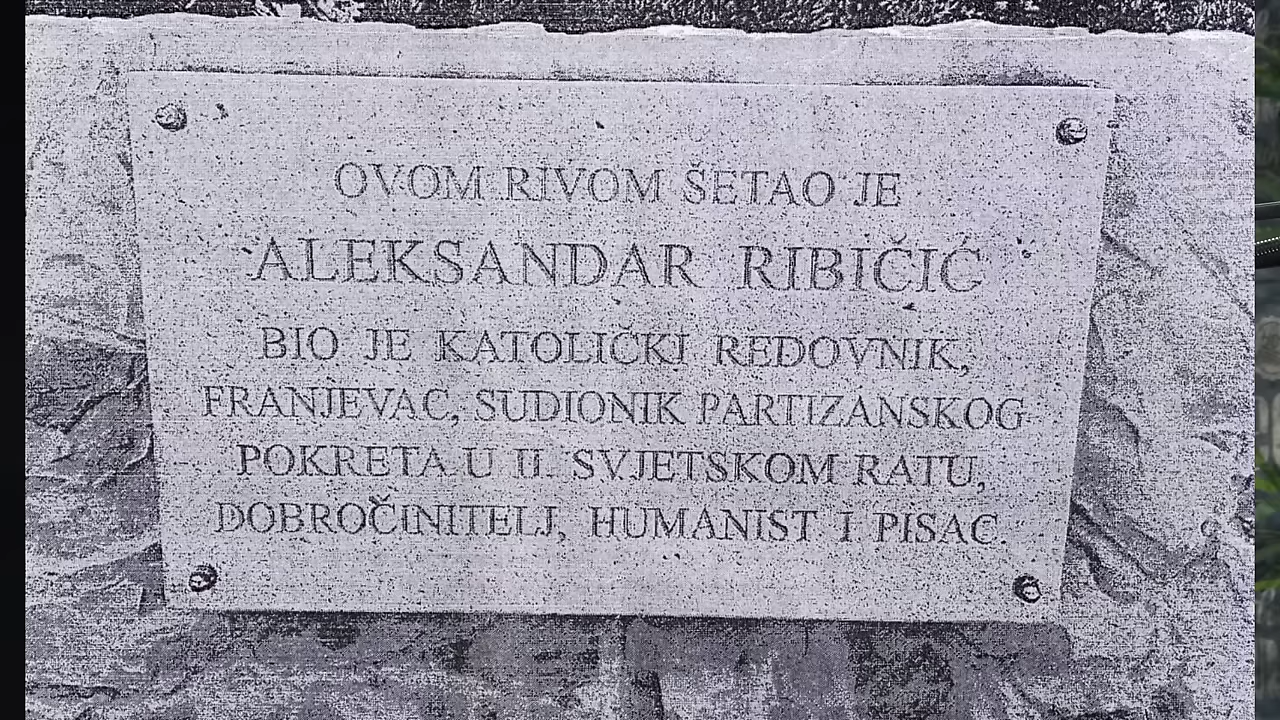 OVOM RIVOM ŠETAO JE
ALEKSANDAR RIBIČIĆ
BIO JE KATOLIČKI REDOVNIK,
FRANJEVAC, SUDIONIK PARTIZANSKOG
POKRETA U II. SVJETSKOM RATU,
DOBROČINITELJ, HUMANIST I PISAC.